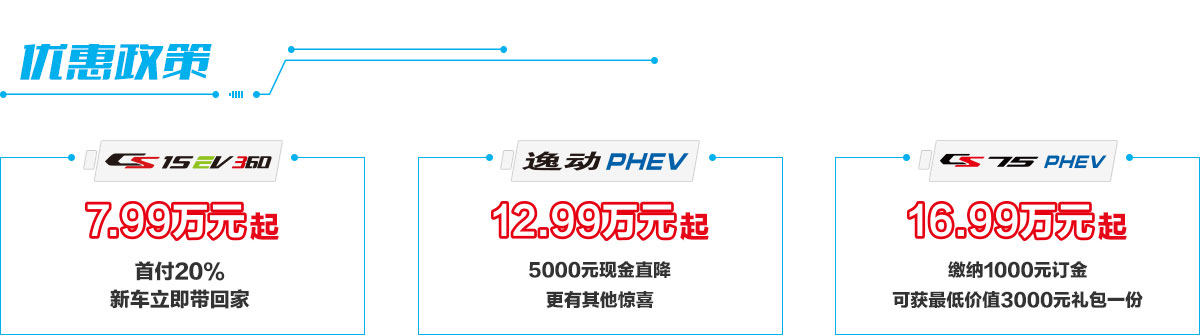 优惠政策
CS15EV360
7.99万元起
首付20%
新车立即带回家
逸动 PHEV
12.99万元起
5000元现金直降
更有其他惊喜
CS75 PHEV
16.99万元起
缴纳1000元订金
可获最低价值3000元礼包一份